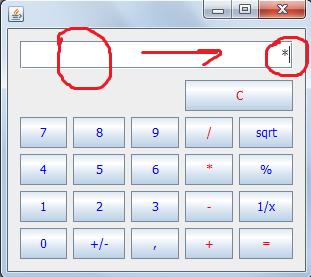 *
C
7 8 9 / sqrt
4 5 6 * %
1 2 3 - 1/x
0 +/- , + =